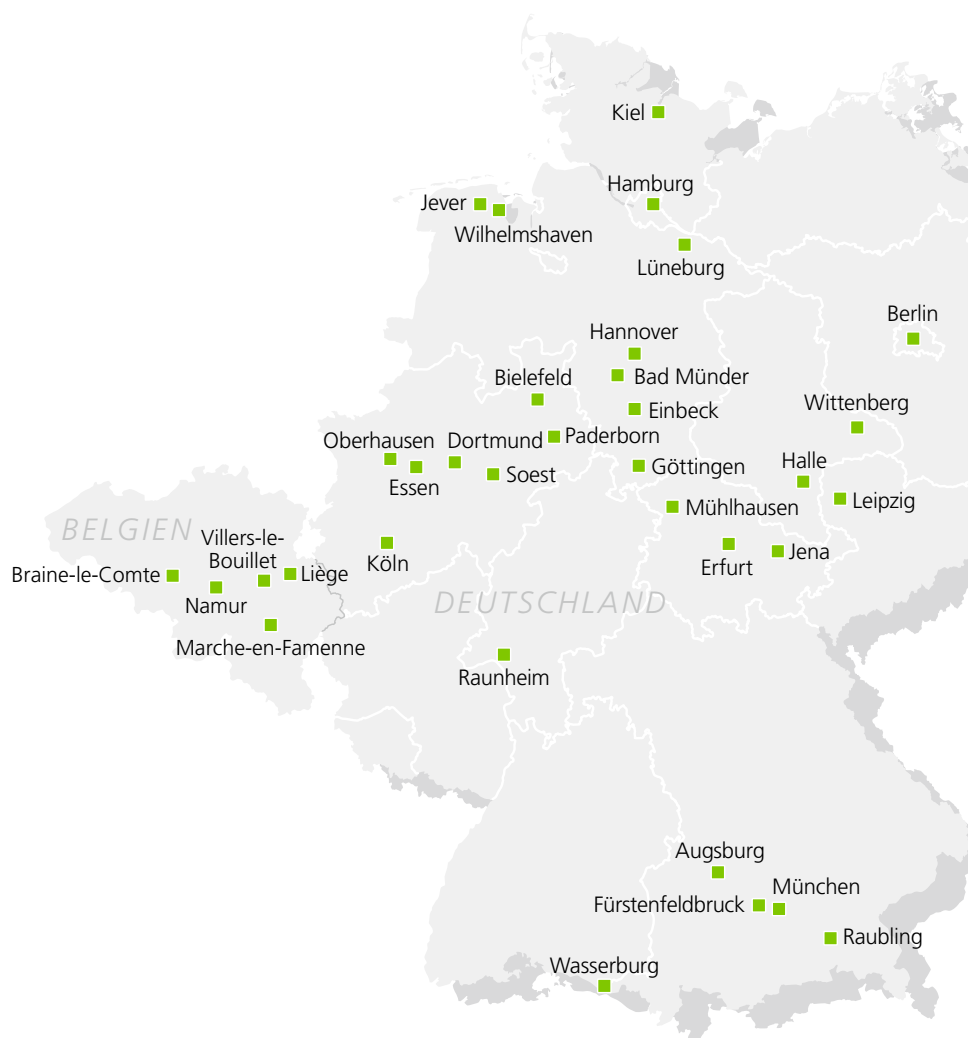 Kiel
Hamburg
Jever
Wilhelmshaven
Lüneburg
Berlin
Hannover
Bielefeld
Bad Münder
Wittenberg
Einbeck
Oberhausen
Dortmund
Paderborn
Halle
Göttingen
Essen
Soest
Leipzig
Mühlhausen
BELGIEN
Villers-le-
Bouillet
Köln
Erfurt
Jena
Braine-le-Comte
Liège
Namur
DEUTSCHLAND
Marche-en-Famenne
Raunheim
Augsburg
München
Fürstenfeldbruck
Raubling
Wasserburg